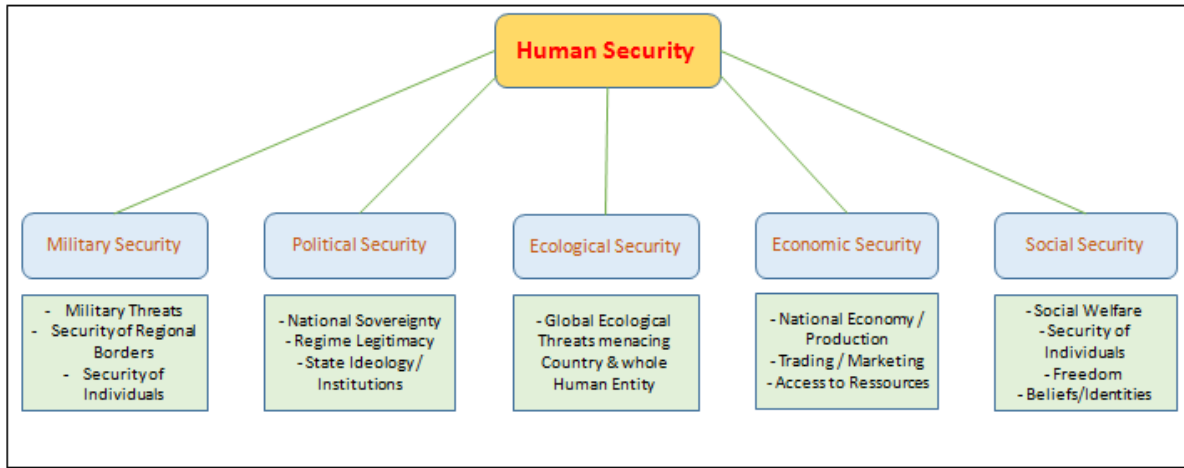 Human Security
Military Security
Political Security
Ecological Security
Economic Security
Social Security
- Military Threats
- Security of Regional
Borders
- Security of
Individuals
- National Sovereignty
- Regime Legitimacy
- State Ideology/
Institutions
- Global Ecological
Threats menacing
Country & whole
Human Entity
- National Economy /
Production
- Trading / Marketing
- Access to Ressources
- Social Welfare
- Security of
Individuals
- Freedom
- Beliefs/Identities